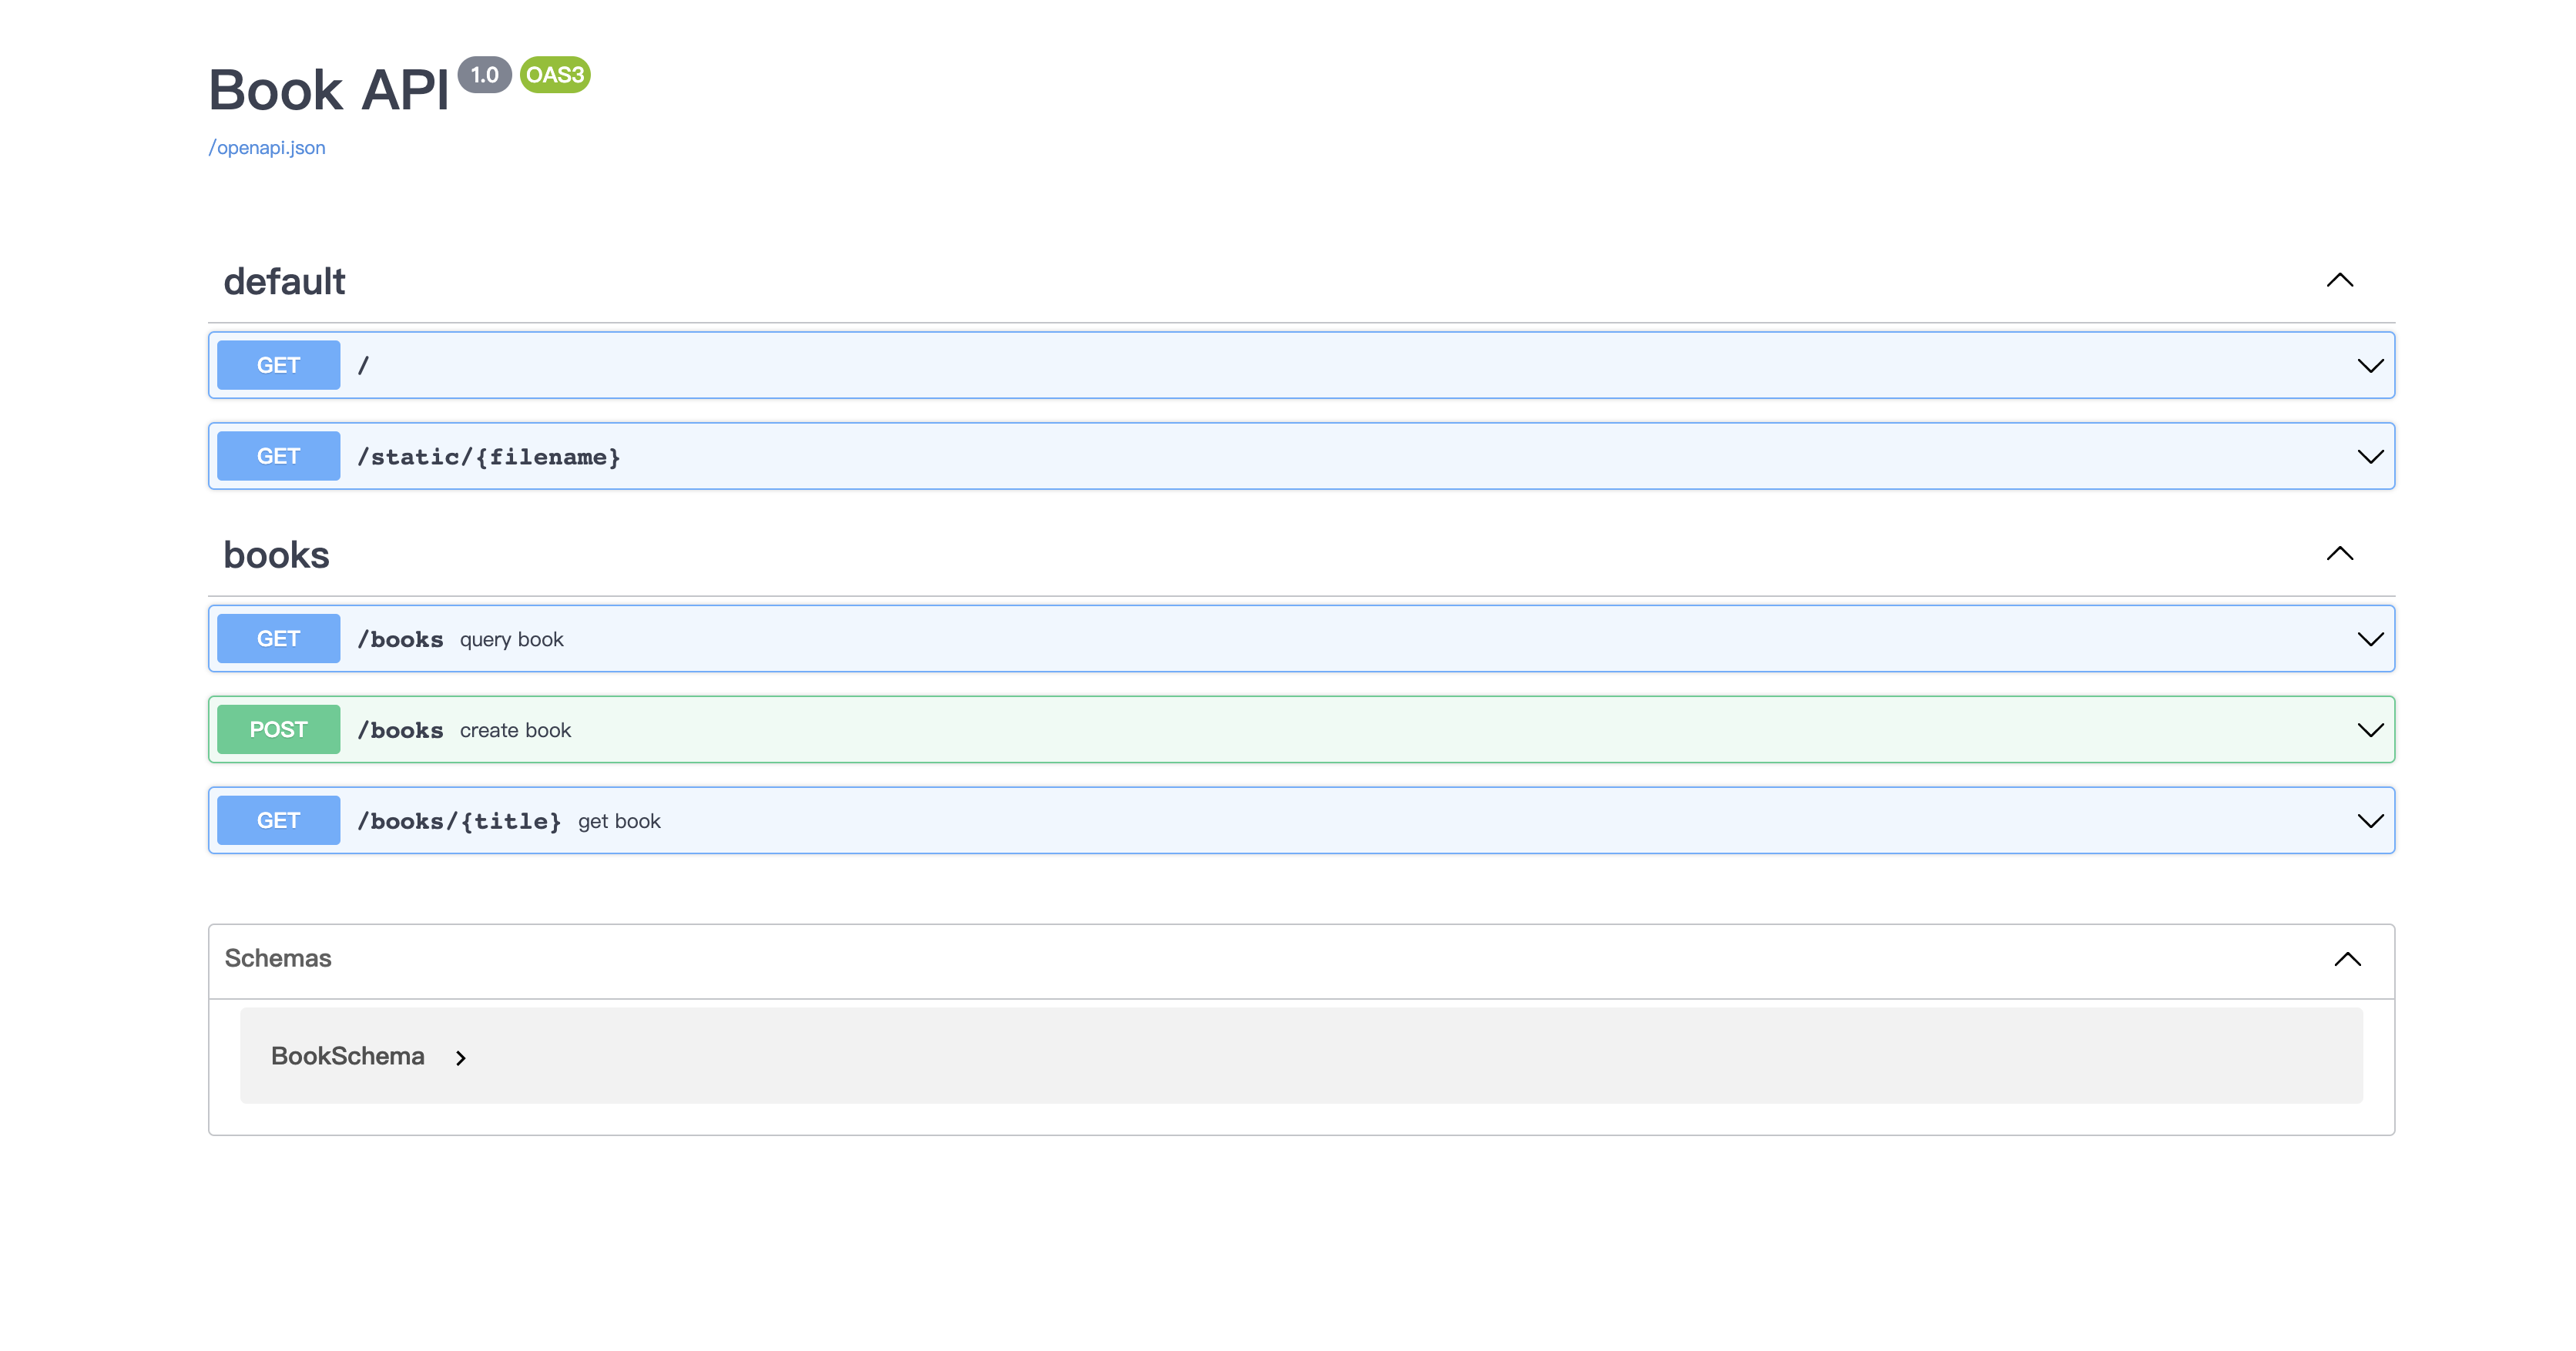 Book API 1.0 OAS3
/openapi.json
default
GET /
GET /static/{filename}
books
GET /books query book
POST /books create book
GET /books/{title} get book
Schemas
BookSchema